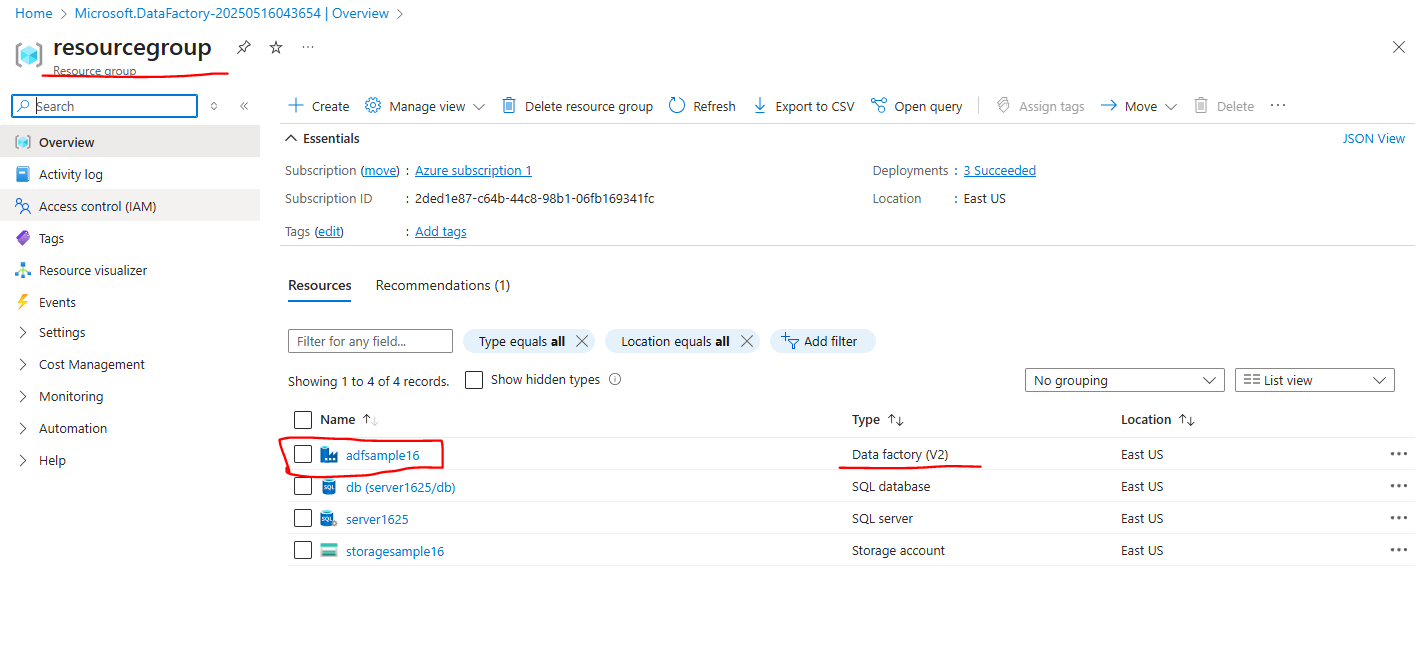 Home > Microsoft.DataFactory-20250516043654 | Overview >
resourcegroup ...
Resource group
Search
Overview
Activity log
Access control (IAM)
Tags
Resource visualizer
Events
Settings
Cost Management
Monitoring
Automation
Help
Create Manage view Delete resource group Refresh Export to CSV Open query Assign tags Move Delete ...
Essentials JSON View
Subscription (move) : Azure subscription 1 Deployments : 3 Succeeded
Subscription ID : 2ded1e87-c64b-44c8-98b1-06fb169341fc Location : East US
Tags (edit) : Add tags
Resources Recommendations (1)
Filter for any field... Type equals all Location equals all Add filter
Showing 1 to 4 of 4 records. Show hidden types No grouping List view
Name Type Location
adfsample16 Data factory (V2) East US ...
db (server1625/db) SQL database East US ...
server1625 SQL server East US ...
storagesample16 Storage account East US ...